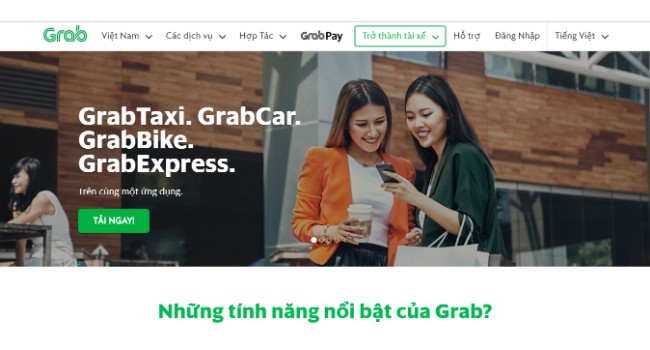 Grab Việt Nam Các dịch vụ Hợp Tác GrabPay Trở thành tài xế Hỗ trợ Đăng Nhập Tiếng Việt
GrabTaxi. GrabCar.
GrabBike.
GrabExpress.
Trên cùng một ứng dụng.
TẢI NGAY!
Những tính năng nổi bật của Grab?